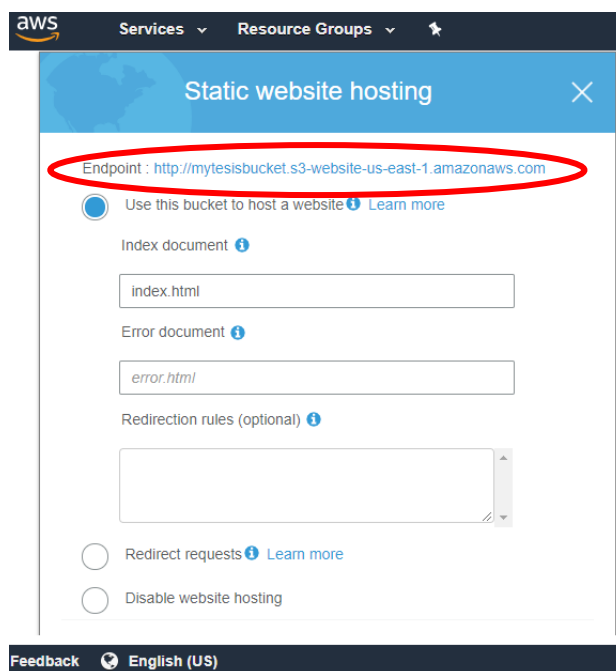 aws Services Resource Groups
Static website hosting
Endpoint : http://mytesisbucket.s3-website-us-east-1.amazonaws.com
Use this bucket to host a website Learn more
Index document
index.html
Error document
error.html
Redirection rules (optional)
Redirect requests Learn more
Disable website hosting
Feedback English (US)